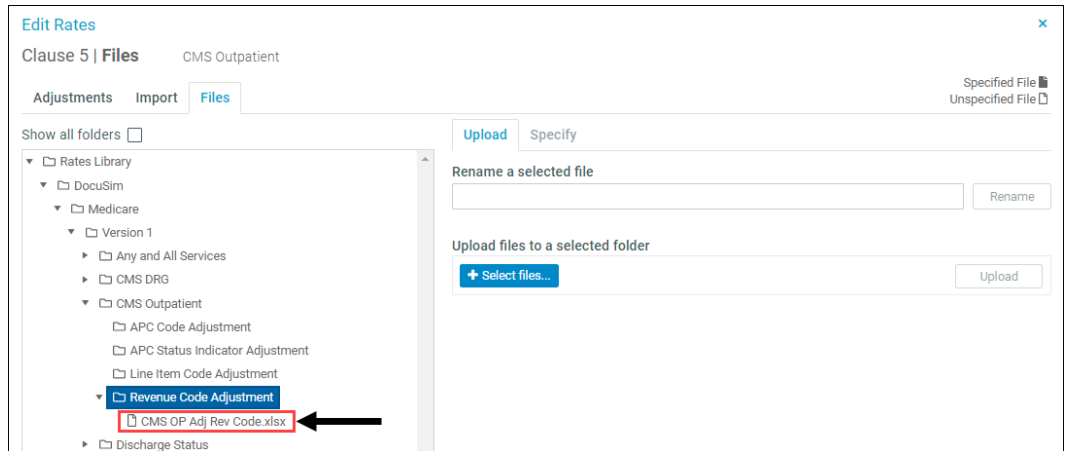 Edit Rates
Clause 5 | Files CMS Outpatient
Specified File
Unspecified File
Adjustments Import Files
Show all folders
Upload Specify
Rates Library
DocuSim
Medicare
Version 1
Any and All Services
CMS DRG
CMS Outpatient
APC Code Adjustment
APC Status Indicator Adjustment
Line Item Code Adjustment
Revenue Code Adjustment
CMS OP Adj Rev Code.xlsx
Discharge Status
Rename a selected file
Rename
Upload files to a selected folder
Select files...
Upload